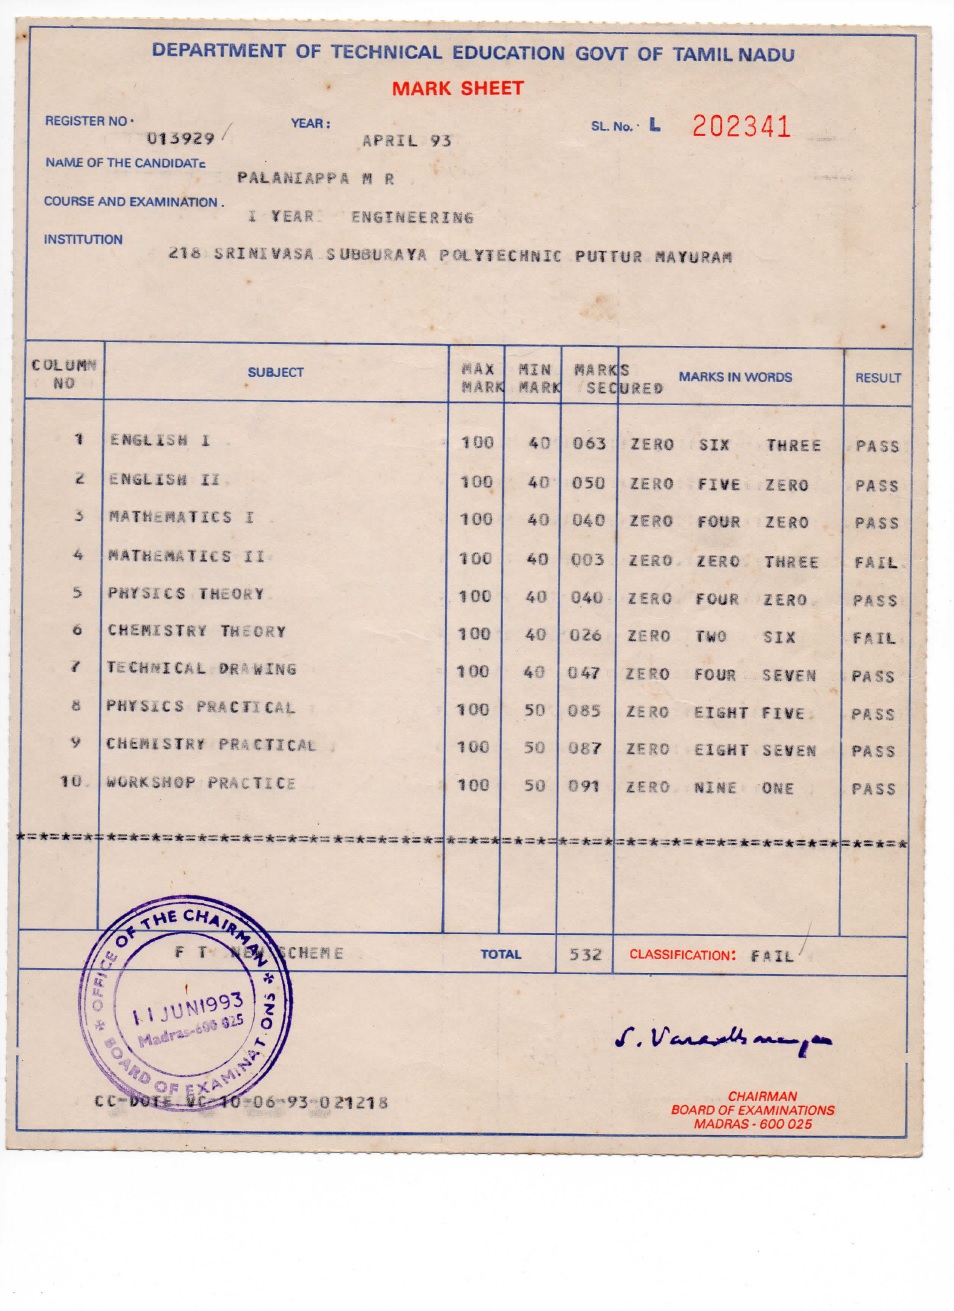 DEPARTMENT OF TECHNICAL EDUCATION GOVT OF TAMIL NADU
MARK SHEET
REGISTER NO· YEAR: SL. No. · L 202341
013929 APRIL 93
NAME OF THE CANDIDATE
PALANIAPPA M R
COURSE AND EXAMINATION .
I YEAR ENGINEERING
INSTITUTION
218 SRINIVASA SUBBURAYA POLYTECHNIC PUTTUR MAYURAM
COLUMN NO SUBJECT MAX MARK MIN MARK MARKS SECURED MARKS IN WORDS RESULT
1 ENGLISH I 100 40 063 ZERO SIX THREE PASS
2 ENGLISH II 100 40 050 ZERO FIVE ZERO PASS
3 MATHEMATICS I 100 40 040 ZERO FOUR ZERO PASS
4 MATHEMATICS II 100 40 003 ZERO ZERO THREE FAIL
5 PHYSICS THEORY 100 40 040 ZERO FOUR ZERO PASS
6 CHEMISTRY THEORY 100 40 026 ZERO TWO SIX FAIL
7 TECHNICAL DRAWING 100 40 047 ZERO FOUR SEVEN PASS
8 PHYSICS PRACTICAL 100 50 085 ZERO EIGHT FIVE PASS
9 CHEMISTRY PRACTICAL 100 50 087 ZERO EIGHT SEVEN PASS
10 WORKSHOP PRACTICE 100 50 091 ZERO NINE ONE PASS
F T NEW SCHEME TOTAL 532 CLASSIFICATION: FAIL
OFFICE OF THE CHAIRMAN
11 JUN 1993
Madras-600 025
BOARD OF EXAMINATIONS
CC-DOTE VC-10-06-93-021218
CHAIRMAN
BOARD OF EXAMINATIONS
MADRAS - 600 025